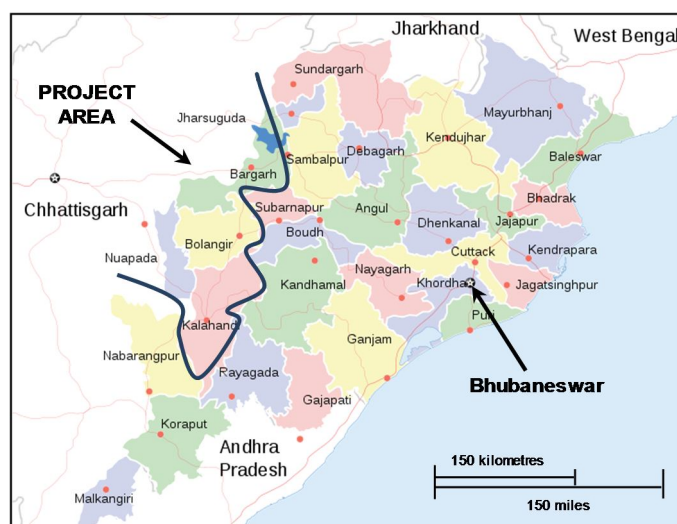 Jharkhand
West Bengal
Sundargarh
PROJECT
AREA
Mayurbhanj
Jharsuguda
Kendujhar
Debagarh
Sambalpur
Baleswar
Bargarh
Bhadrak
Chhattisgarh
Subarnapur
Angul
Jajapur
Bolangir
Boudh
Dhenkanal
Nuapada
Cuttack
Kendrapara
Nayagarh
Khordha
Kandhamal
Jagatsinghpur
Kalahandi
Puri
Ganjam
Nabarangpur
Rayagada
Bhubaneswar
Gajapati
Koraput
Andhra
Pradesh
150 kilometres
Malkangiri
150 miles